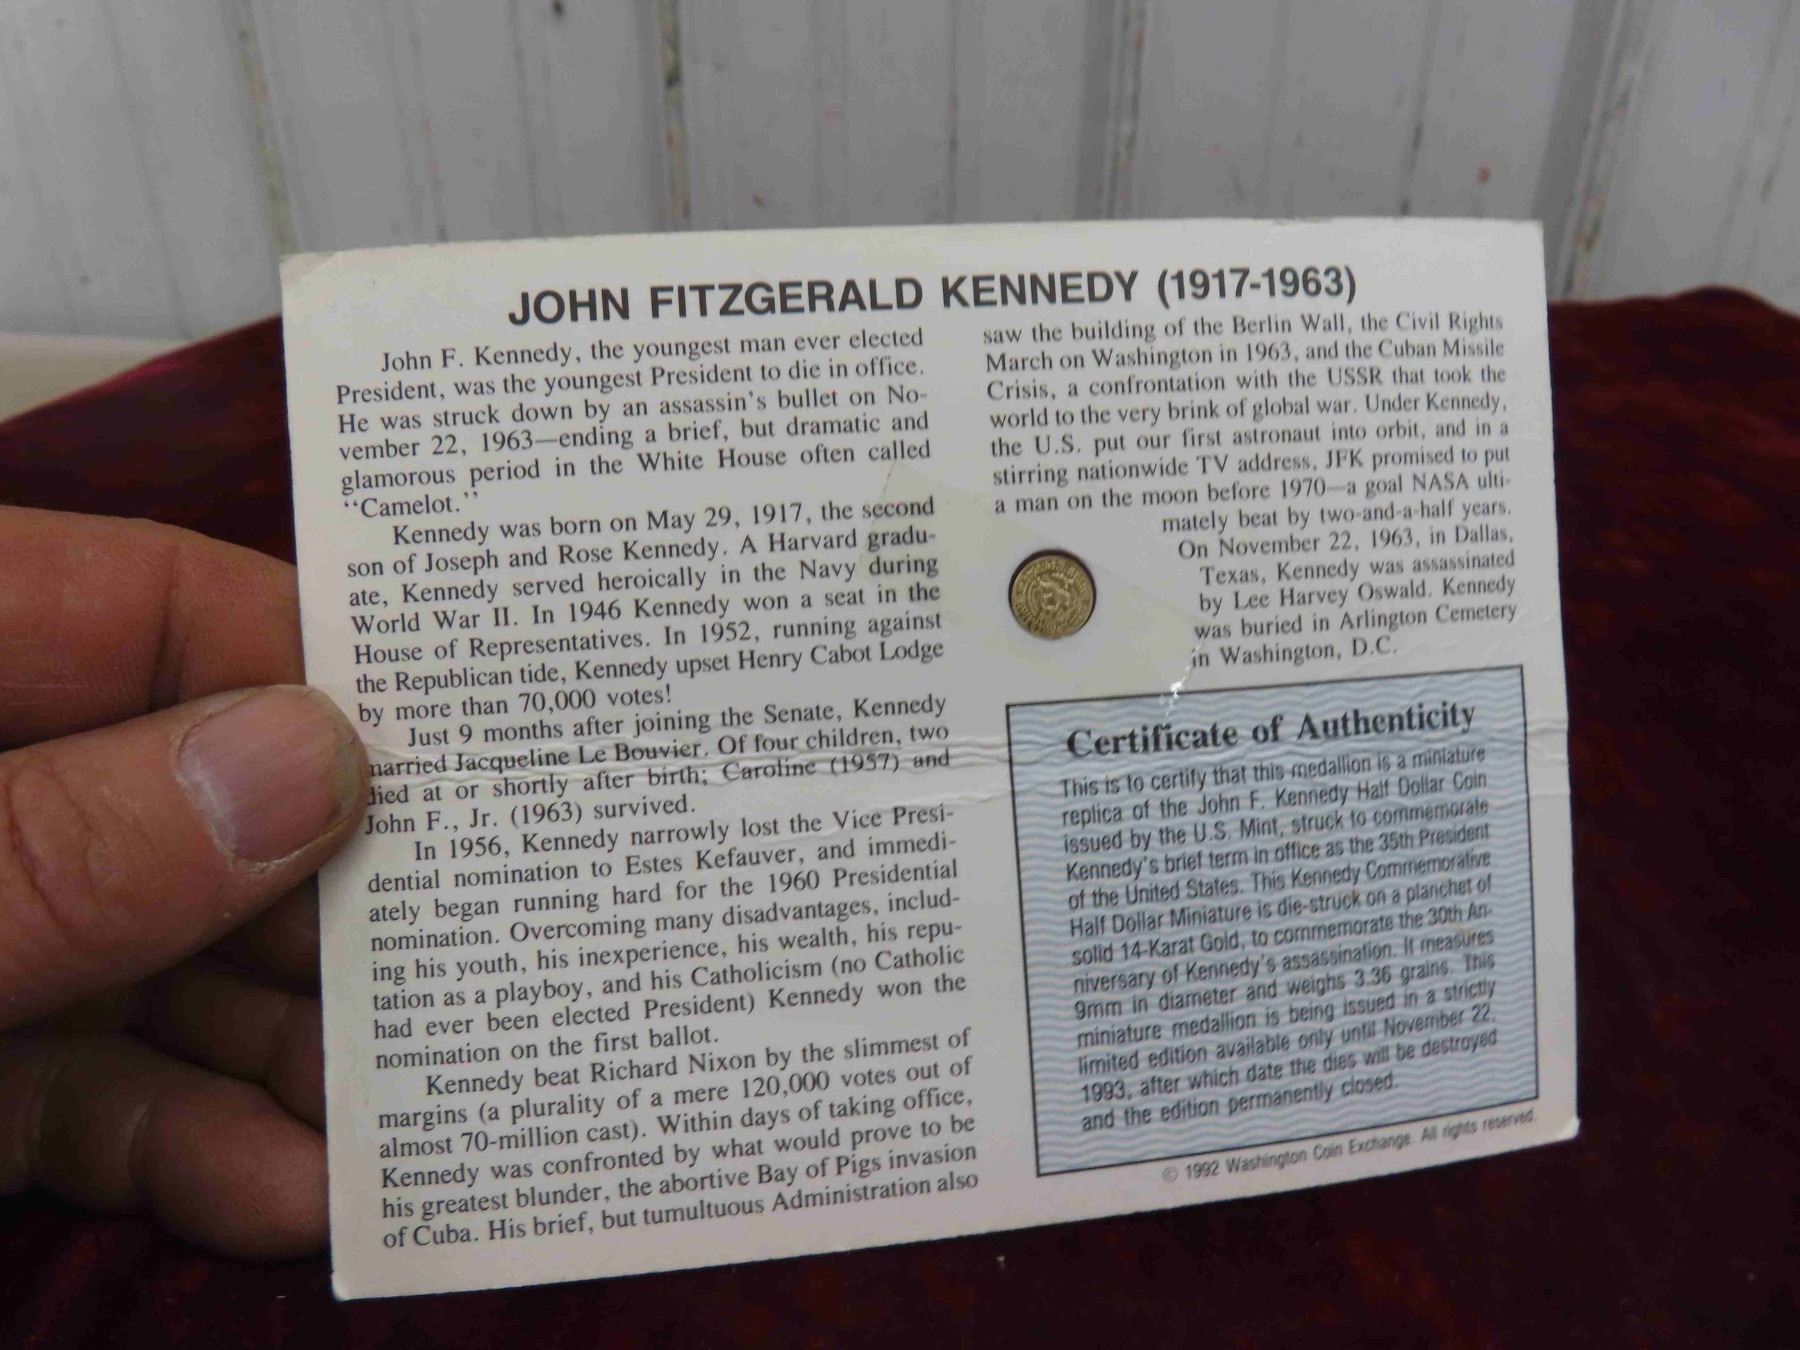 JOHN FITZGERALD KENNEDY (1917-1963)
John F. Kennedy, the youngest man ever elected
President, was the youngest President to die in office.
He was struck down by an assassin's bullet on No-
vember 22, 1963—ending a brief, but dramatic and
glamorous period in the White House often called
“Camelot.”
Kennedy was born on May 29, 1917, the second
son of Joseph and Rose Kennedy. A Harvard gradu-
ate, Kennedy served heroically in the Navy during
World War II. In 1946 Kennedy won a seat in the
House of Representatives. In 1952, running against
the Republican tide, Kennedy upset Henry Cabot Lodge
by more than 70,000 votes!
Just 9 months after joining the Senate, Kennedy
married Jacqueline Le Bouvier. Of four children, two
died at or shortly after birth; Caroline (1957) and
John F., Jr. (1963) survived.
In 1956, Kennedy narrowly lost the Vice Presi-
dential nomination to Estes Kefauver, and immedi-
ately began running hard for the 1960 Presidential
nomination. Overcoming many disadvantages, includ-
ing his youth, his inexperience, his wealth, his repu-
tation as a playboy, and his Catholicism (no Catholic
had ever been elected President) Kennedy won the
nomination on the first ballot.
Kennedy beat Richard Nixon by the slimmest of
margins (a plurality of a mere 120,000 votes out of
almost 70-million cast). Within days of taking office,
Kennedy was confronted by what would prove to be
his greatest blunder, the abortive Bay of Pigs invasion
of Cuba. His brief, but tumultuous Administration also
saw the building of the Berlin Wall, the Civil Rights
March on Washington in 1963, and the Cuban Missile
Crisis, a confrontation with the USSR that took the
world to the very brink of global war. Under Kennedy,
the U.S. put our first astronaut into orbit, and in a
stirring nationwide TV address, JFK promised to put
a man on the moon before 1970—a goal NASA ulti-
mately beat by two-and-a-half years.
On November 22, 1963, in Dallas,
Texas, Kennedy was assassinated
by Lee Harvey Oswald. Kennedy
was buried in Arlington Cemetery
in Washington, D.C.
Certificate of Authenticity
This is to certify that this medallion is a miniature
replica of the John F. Kennedy Half Dollar Coin
issued by the U.S. Mint, struck to commemorate
Kennedy's brief term in office as the 35th President
of the United States. This Kennedy Commemorative
Half Dollar Miniature is die-struck on a planchet of
solid 14-Karat Gold, to commemorate the 30th An-
niversary of Kennedy's assassination. It measures
9mm in diameter and weighs 3.36 grains. This
miniature medallion is being issued in a strictly
limited edition available only until November 22,
1993, after which date the dies will be destroyed
and the edition permanently closed.
© 1992 Washington Coin Exchange. All rights reserved.